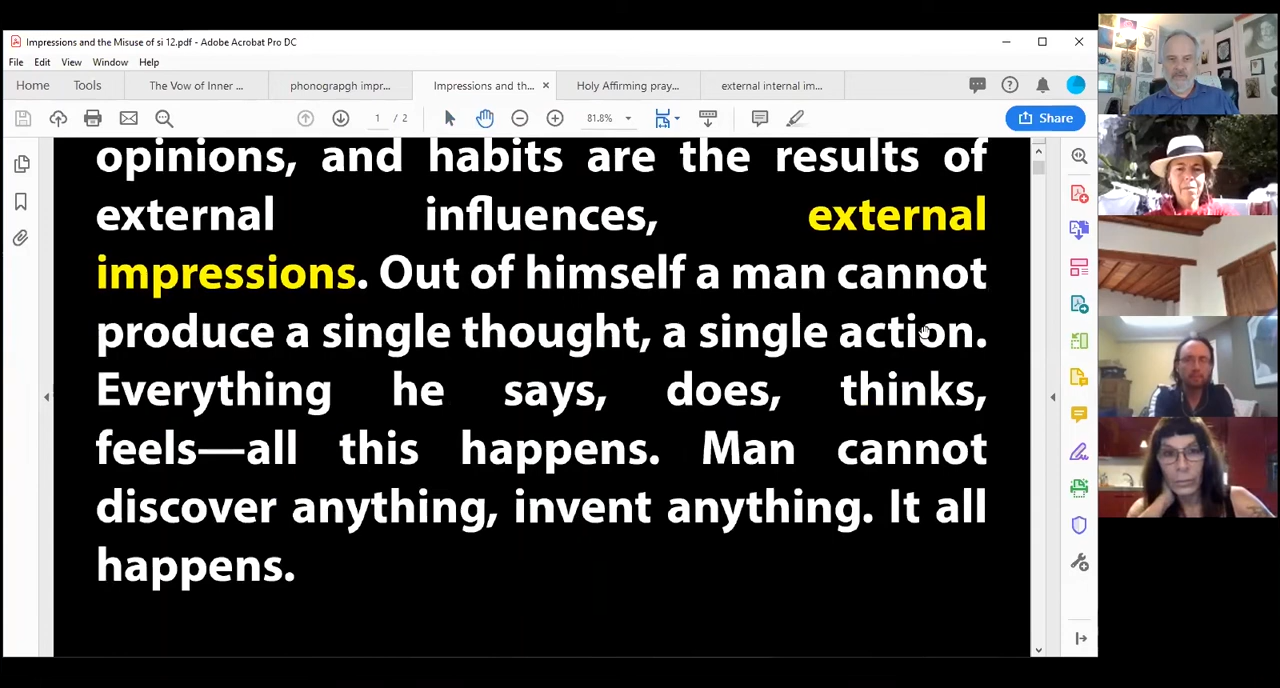 Impressions and the Misuse of si 12.pdf - Adobe Acrobat Pro DC
File Edit View Window Help
Home Tools The Vow of Inner ... phonograpgh impr... Impressions and th... × Holy Affirming pray... external internal im...
1 / 2 81.8% Share
opinions, and habits are the results of
external influences, external
impressions. Out of himself a man cannot
produce a single thought, a single action.
Everything he says, does, thinks,
feels—all this happens. Man cannot
discover anything, invent anything. It all
happens.